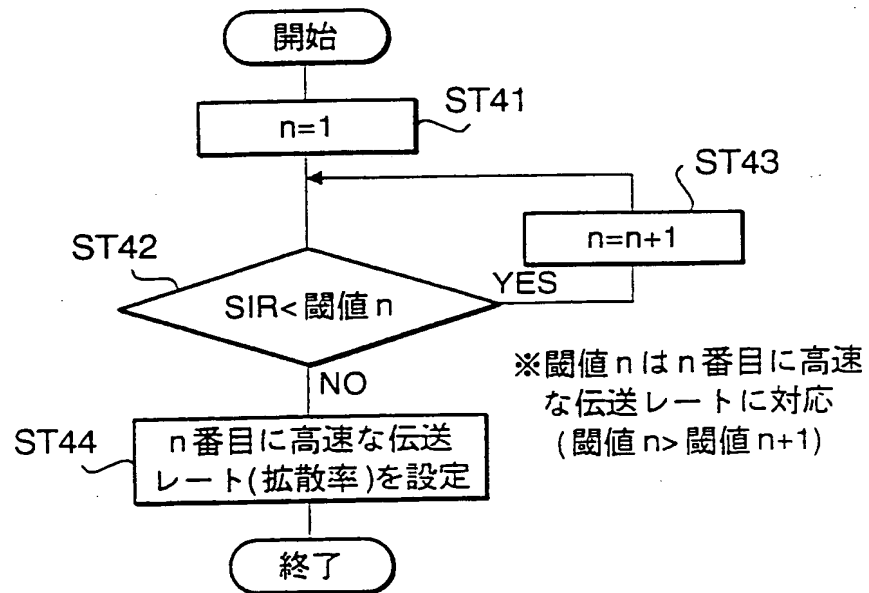 開始
ST41
n=1
ST43
n=n+1
ST42
SIR<閾値n
YES
NO
※閾値nはn番目に高速
な伝送レートに対応
(閾値n>閾値n+1)
ST44
n番目に高速な伝送
レート(拡散率)を設定
終了